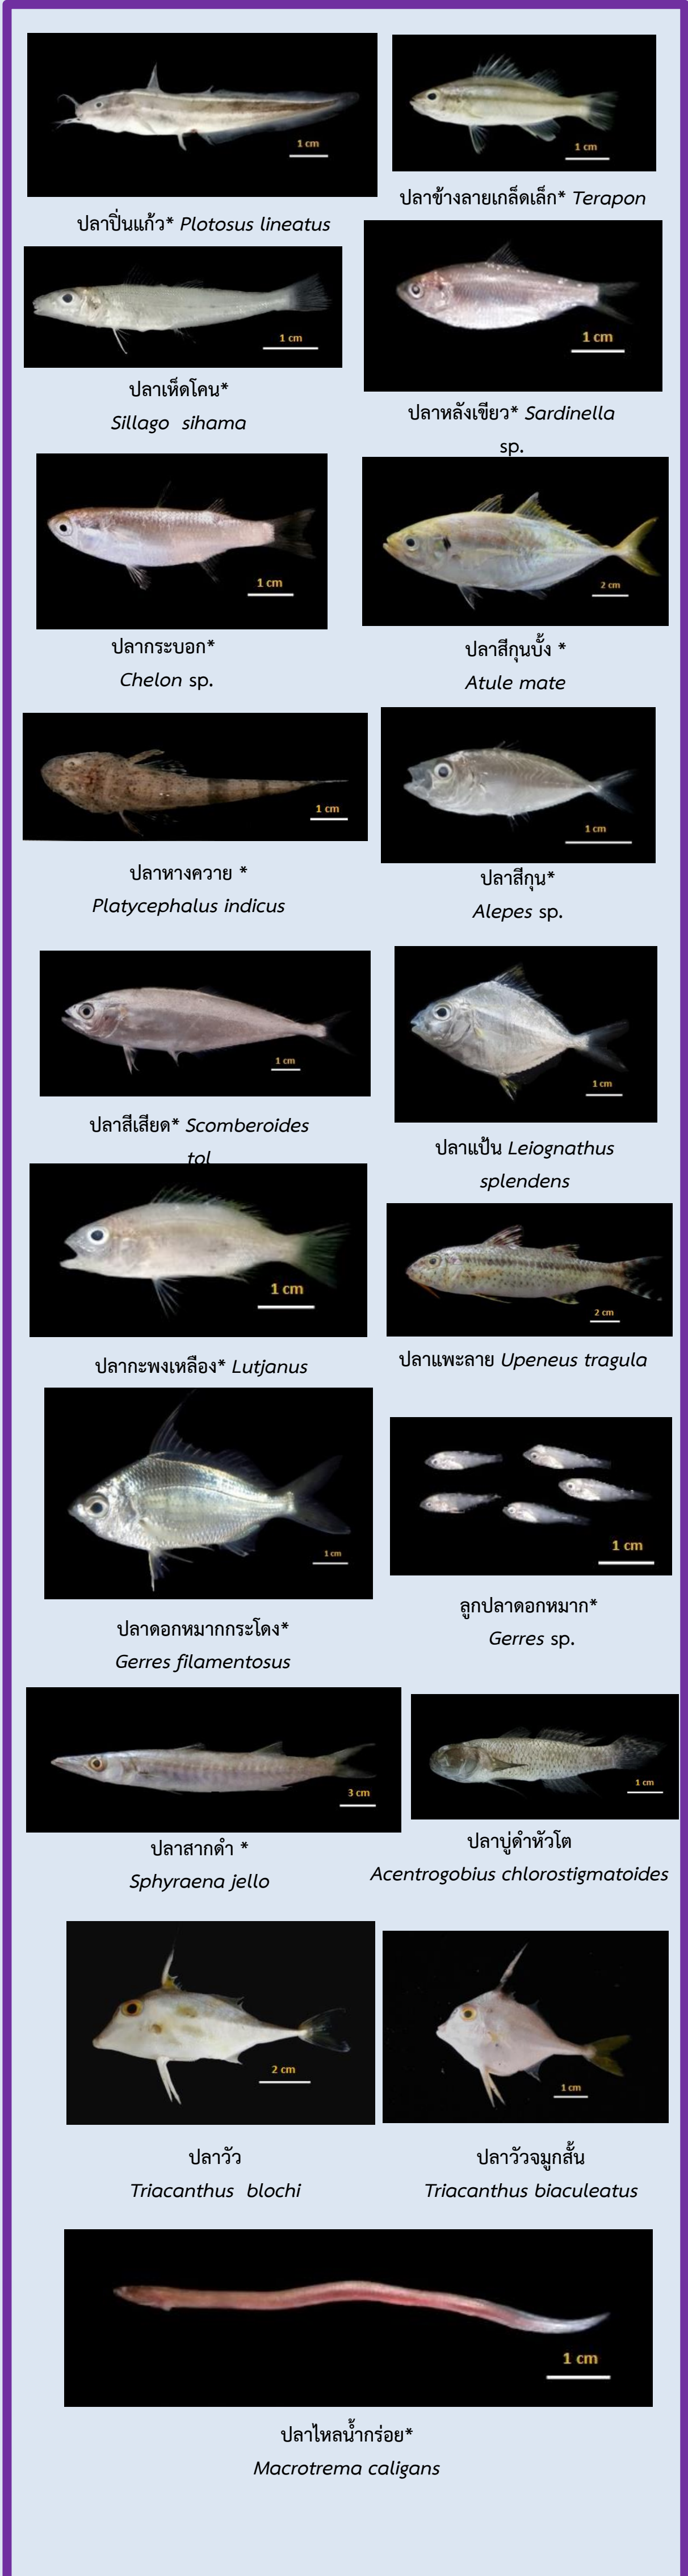 1 cm
1 cm
ปลาปิ่นแก้ว* Plotosus lineatus
ปลาข้างลายเกล็ดเล็ก* Terapon
1 cm
1 cm
ปลาเห็ดโคน*
Sillago sihama
ปลาหลังเขียว* Sardinella
sp.
1 cm
2 cm
ปลากระบอก*
Chelon sp.
ปลาสีกุนบั้ง *
Atule mate
1 cm
1 cm
ปลาหางควาย *
Platycephalus indicus
ปลาสีกุน*
Alepes sp.
1 cm
1 cm
ปลาสีเสียด* Scomberoides
tol
ปลาแป้น Leiognathus
splendens
1 cm
2 cm
ปลากะพงเหลือง* Lutjanus
ปลาแพะลาย Upeneus tragula
1 cm
1 cm
ปลาดอกหมากกระโดง*
Gerres filamentosus
ลูกปลาดอกหมาก*
Gerres sp.
3 cm
1 cm
ปลาสากดำ *
Sphyraena jello
ปลาบู่ดำหัวโต
Acentrogobius chlorostigmatoides
2 cm
1 cm
ปลาวัว
Triacanthus blochi
ปลาวัวจมูกสั้น
Triacanthus biaculeatus
1 cm
ปลาไหลน้ำกร่อย*
Macrotrema caligans